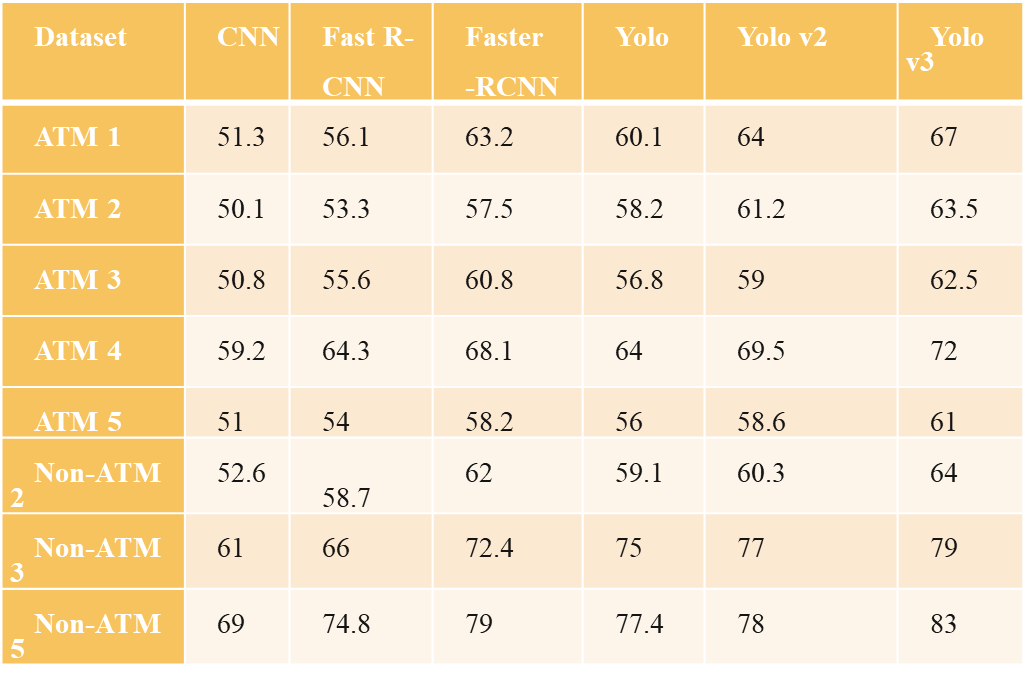 Dataset CNN Fast R- Faster Yolo Yolo v2 Yolo
v3
CNN -RCNN
ATM 1 51.3 56.1 63.2 60.1 64 67
ATM 2 50.1 53.3 57.5 58.2 61.2 63.5
ATM 3 50.8 55.6 60.8 56.8 59 62.5
ATM 4 59.2 64.3 68.1 64 69.5 72
ATM 5 51 54 58.2 56 58.6 61
Non-ATM 52.6 62 59.1 60.3 64
2 58.7
Non-ATM 61 66 72.4 75 77 79
3
Non-ATM 69 74.8 79 77.4 78 83
5